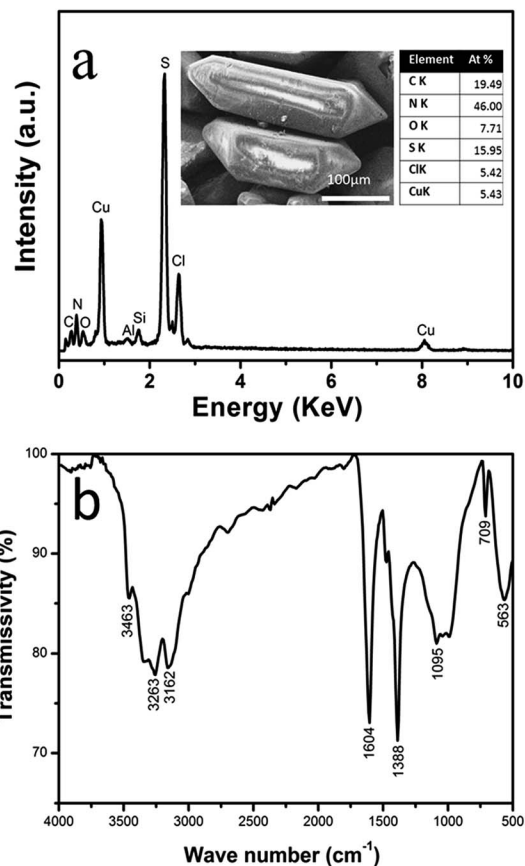 a
Element At %
C K 19.49
N K 46.00
O K 7.71
S K 15.95
ClK 5.42
CuK 5.43
100μm
Intensity (a.u.)
S
Cu
Cl
N
C
O
Al
Si
Cu
0 2 4 6 8 10
Energy (KeV)
b
100
90
80
70
Transmissivity (%)
3463
3263
3162
1604
1388
1095
709
563
4000 3500 3000 2500 2000 1500 1000 500
Wave number (cm⁻¹)